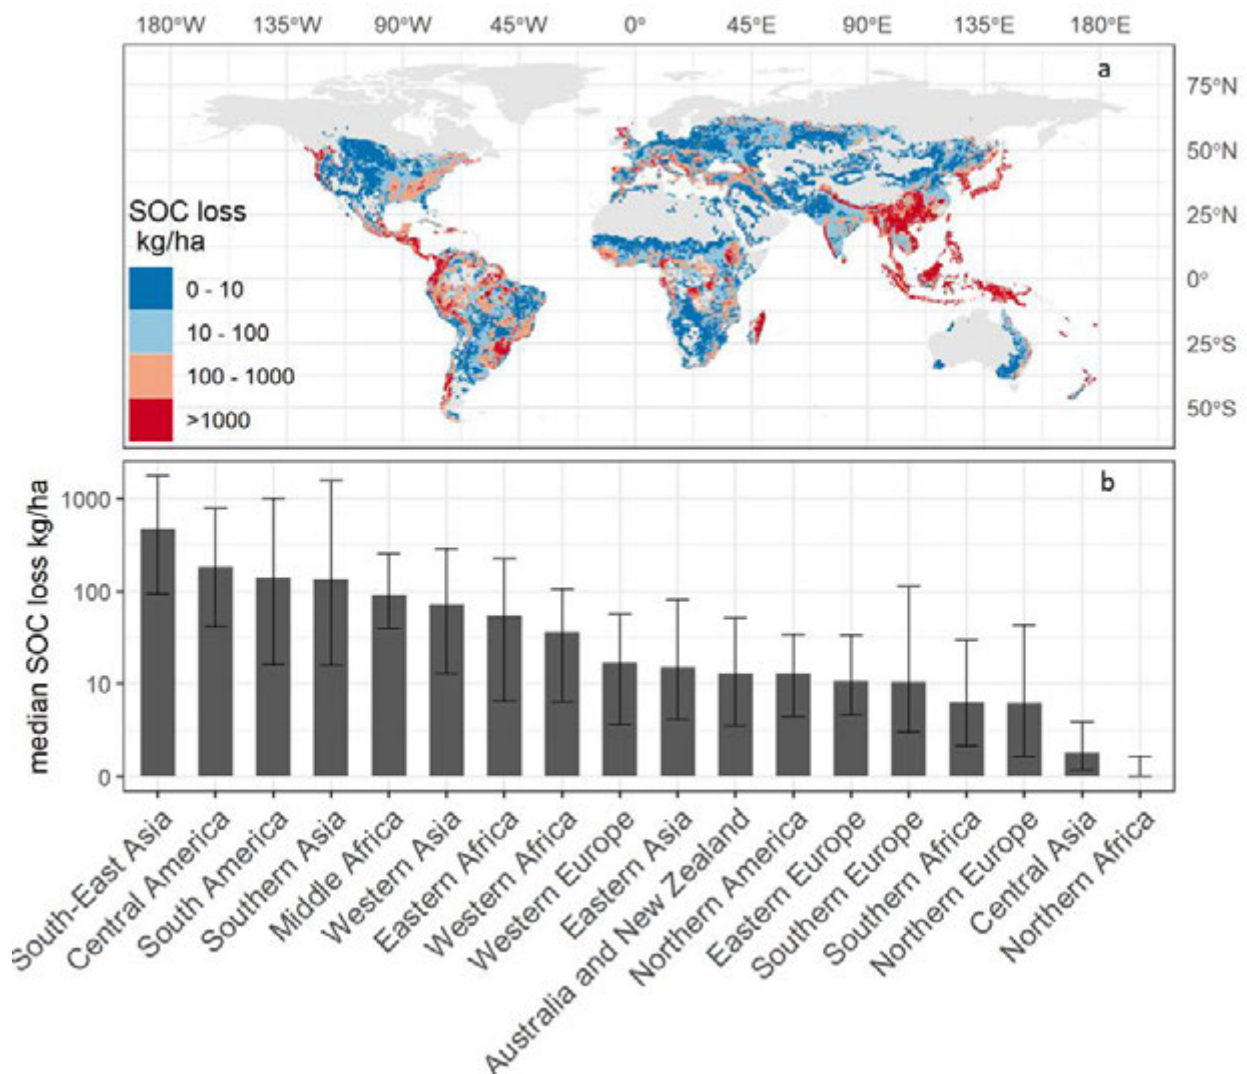 180°W 135°W 90°W 45°W 0° 45°E 90°E 135°E 180°E
a
75°N
50°N
25°N
0°
25°S
50°S
SOC loss
kg/ha
0 - 10
10 - 100
100 - 1000
>1000
b
median SOC loss kg/ha
1000
100
10
0
South-East Asia
Central America
South America
Southern Asia
Middle Africa
Western Asia
Eastern Africa
Western Africa
Western Europe
Eastern Asia
Australia and New Zealand
Northern America
Eastern Europe
Southern Europe
Southern Africa
Northern Europe
Central Asia
Northern Africa